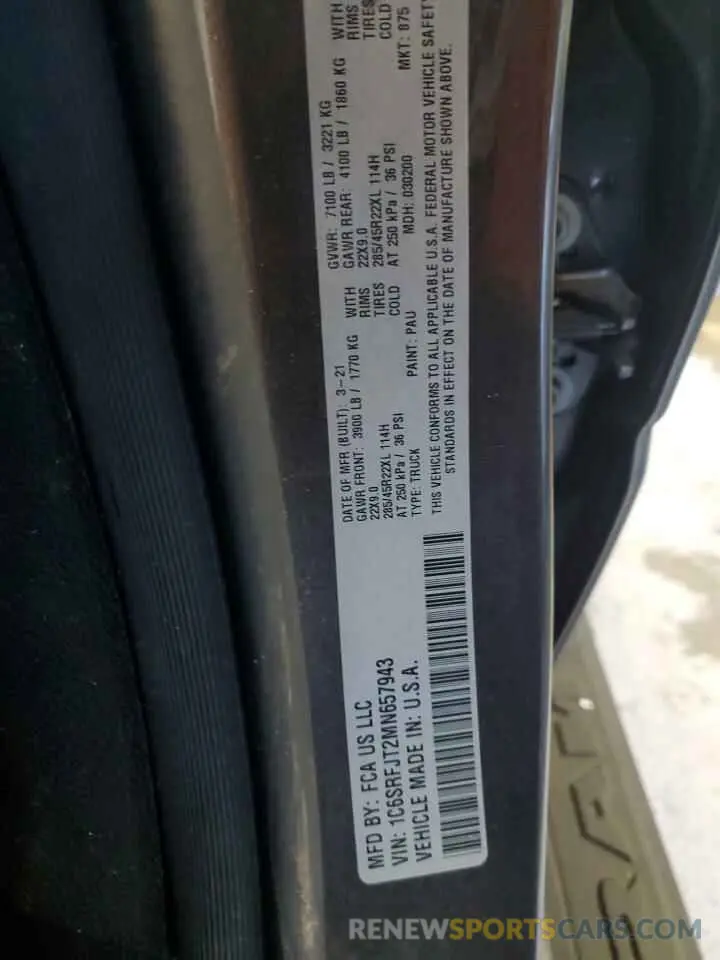 MFD BY: FCA US LLC
DATE OF MFR (BUILT): 3-21
GVWR: 7100 LB / 3221 KG
VIN: 1C6SRFJT2MN657943
VEHICLE MADE IN: U.S.A.
GAWR FRONT: 3900 LB / 1770 KG WITH
22X9.0 RIMS
285/45R22XL 114H TIRES
AT 250 kPa / 36 PSI COLD
GAWR REAR: 4100 LB / 1860 KG WITH
22X9.0 RIMS
285/45R22XL 114H TIRES
AT 250 kPa / 36 PSI COLD
TYPE: TRUCK PAINT: PAU MDH: 030200 MKT: 875
THIS VEHICLE CONFORMS TO ALL APPLICABLE U.S.A. FEDERAL MOTOR VEHICLE SAFETY
STANDARDS IN EFFECT ON THE DATE OF MANUFACTURE SHOWN ABOVE.
RAM
RENEWSPORTSCARS.COM